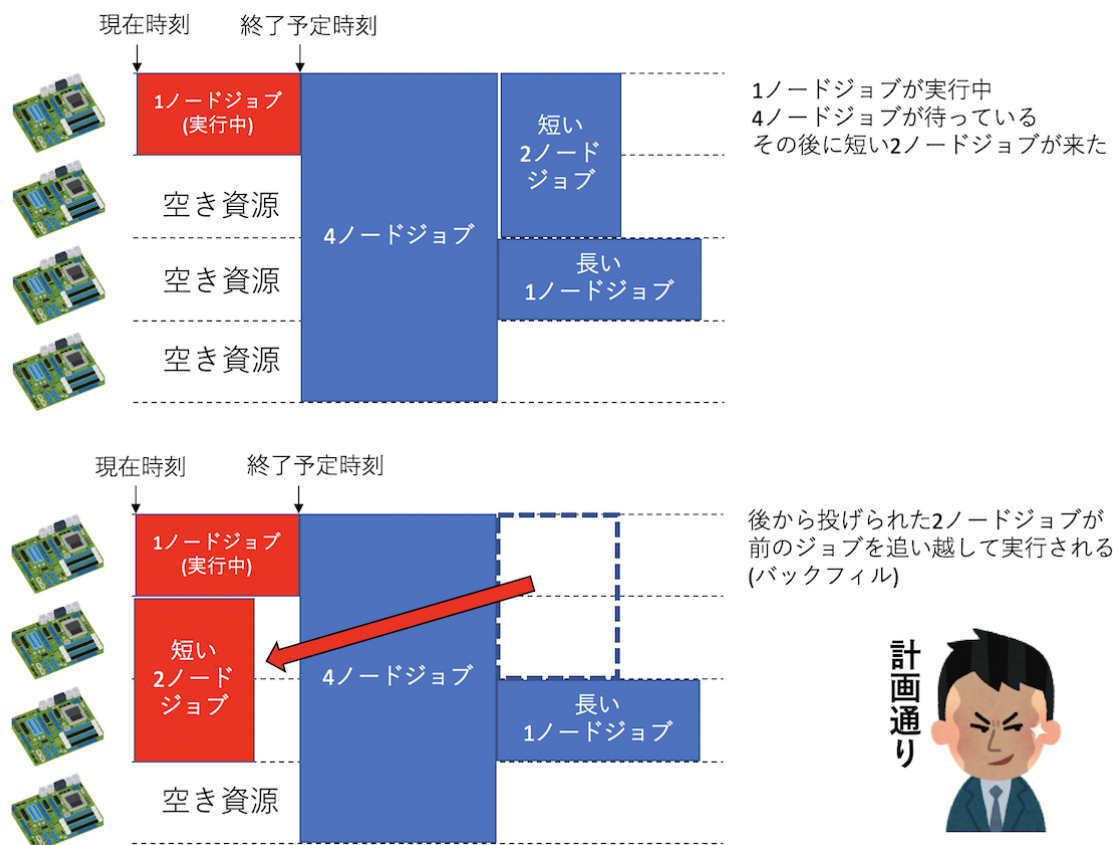 現在時刻
終了予定時刻
1ノードジョブ
(実行中)
空き資源
空き資源
空き資源
4ノードジョブ
短い
2ノード
ジョブ
長い
1ノードジョブ
1ノードジョブが実行中
4ノードジョブが待っている
その後に短い2ノードジョブが来た
現在時刻
終了予定時刻
1ノードジョブ
(実行中)
短い
2ノード
ジョブ
空き資源
4ノードジョブ
長い
1ノードジョブ
後から投げられた2ノードジョブが
前のジョブを追い越して実行される
(バックフィル)
計画通り